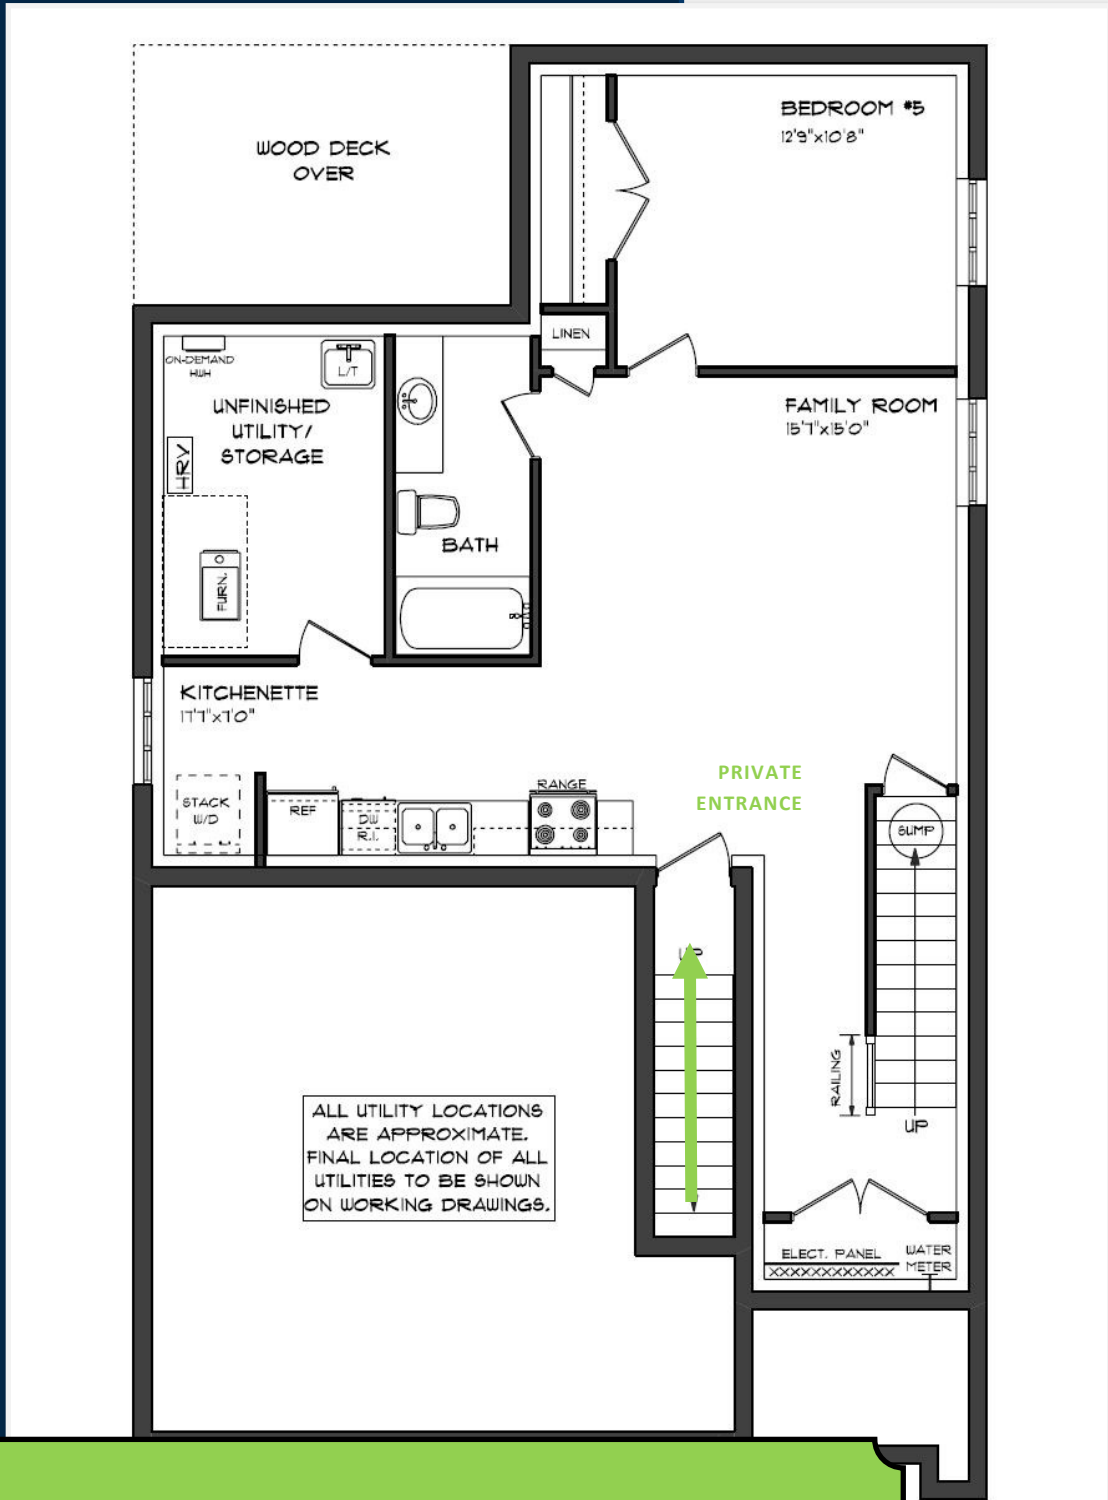 BEDROOM #5
12'9"x10'8"
WOOD DECK
OVER
LINEN
ON-DEMAND
HWH
L/T
UNFINISHED
UTILITY/
STORAGE
HRV
FURN.
BATH
FAMILY ROOM
15'7"x15'0"
KITCHENETTE
17'7"x7'0"
STACK
W/D
REF
DW
R.I.
RANGE
PRIVATE
ENTRANCE
SUMP
UP
RAILING
UP
ALL UTILITY LOCATIONS
ARE APPROXIMATE.
FINAL LOCATION OF ALL
UTILITIES TO BE SHOWN
ON WORKING DRAWINGS.
ELECT. PANEL
WATER
METER